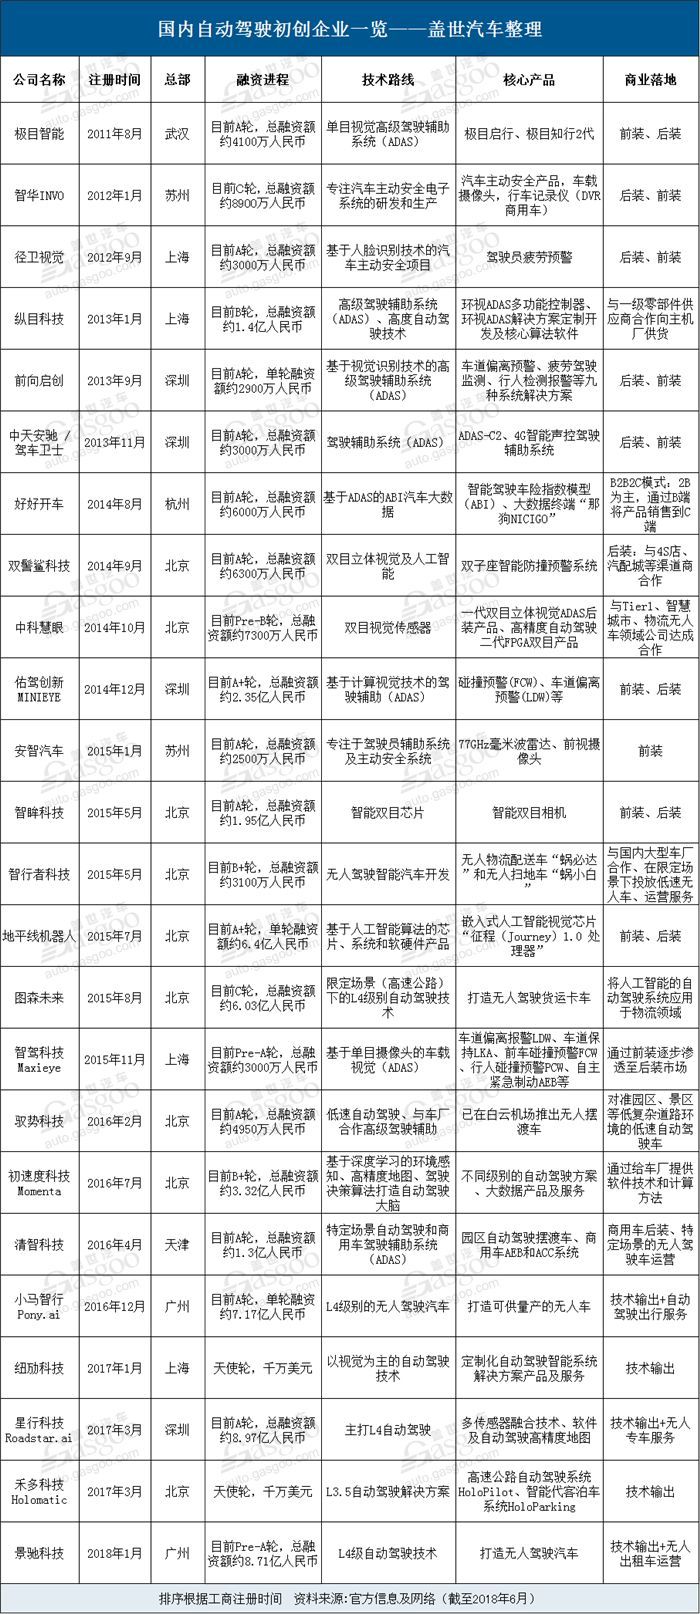 国内自动驾驶初创企业一览——盖世汽车整理
公司名称 注册时间 总部 融资进程 技术路线 核心产品 商业落地
极目智能 2011年8月 武汉 目前A轮，总融资额约4100万人民币 单目视觉高级驾驶辅助系统（ADAS） 极目启行、极目知行2代 前装、后装
智华INVO 2012年1月 苏州 目前C轮，总融资额约8900万人民币 专注汽车主动安全电子系统的研发和生产 汽车主动安全产品，车载摄像头，行车记录仪（DVR商用车） 后装、前装
径卫视觉 2012年9月 上海 目前A轮，总融资额约3000万人民币 基于人脸识别技术的汽车主动安全项目 驾驶员疲劳预警 后装、前装
纵目科技 2013年1月 上海 目前B轮，总融资额约1.4亿人民币 高级驾驶辅助系统（ADAS）、高度自动驾驶技术 环视ADAS多功能控制器、环视ADAS解决方案定制开发及核心算法软件 与一级零部件供应商合作向主机厂供货
前向启创 2013年9月 深圳 目前A轮，单轮融资额约2900万人民币 基于视觉识别技术的高级驾驶辅助系统（ADAS） 车道偏离预警、疲劳驾驶监测、行人检测报警等九种系统解决方案 后装、前装
中天安驰／驾车卫士 2013年11月 深圳 目前A轮，总融资额约3000万人民币 驾驶辅助系统（ADAS） ADAS-C2、4G智能声控驾驶辅助系统 后装、前装
好好开车 2014年8月 杭州 目前A轮，总融资额约6000万人民币 基于ADAS的ABI汽车大数据 智能驾驶车险指数模型（ABI）、大数据终端“那狗NICIGO” B2B2C模式：2B为主，通过B端将产品销售到C端
双髻鲨科技 2014年9月 北京 目前A轮，总融资额约6300万人民币 双目立体视觉及人工智能 双子座智能防撞预警系统 后装：与4S店、汽配城等渠道商合作
中科慧眼 2014年10月 北京 目前Pre-B轮，总融资额约7300万人民币 双目视觉传感器 一代双目立体视觉ADAS后装产品、高精度自动驾驶二代FPGA双目产品 与Tier1、智慧城市、物流无人车领域公司达成合作
佑驾创新MINIEYE 2014年12月 深圳 目前A+轮，总融资额约2.35亿人民币 基于计算视觉技术的驾驶辅助（ADAS） 碰撞预警(FCW)、车道偏离预警(LDW)等 前装、后装
安智汽车 2015年1月 苏州 目前A轮，总融资额约2500万人民币 专注于驾驶员辅助系统及主动安全系统 77GHz毫米波雷达、前视摄像头 前装
智眸科技 2015年5月 北京 目前A轮，总融资额约1.95亿人民币 智能双目芯片 智能双目相机 前装、后装
智行者科技 2015年5月 北京 目前B+轮，总融资额约3100万人民币 无人驾驶智能汽车开发 无人物流配送车“蜗必达”和无人扫地车“蜗小白” 与国内大型车厂合作、在限定场景下投放低速无人车、运营服务
地平线机器人 2015年7月 北京 目前A+轮，单轮融资额约6.4亿人民币 基于人工智能算法的芯片、系统和软硬件产品 嵌入式人工智能视觉芯片“征程（Journey）1.0 处理器” 前装、后装
图森未来 2015年8月 北京 目前C轮，总融资额约6.03亿人民币 限定场景（高速公路）下的L4级别自动驾驶技术 打造无人驾驶货运卡车 将人工智能的自动驾驶系统应用于物流领域
智驾科技Maxieye 2015年11月 上海 目前Pre-A轮，总融资额约3000万人民币 基于单目摄像头的车载视觉（ADAS） 车道偏离报警LDW、车道保持LKA、前车碰撞预警FCW、行人碰撞预警PCW、自主紧急制动AEB等 通过前装逐步渗透至后装市场
驭势科技 2016年2月 北京 目前A轮，总融资额约4950万人民币 低速自动驾驶、与车厂合作高级驾驶辅助 已在白云机场推出无人摆渡车 对准园区、景区等低复杂道路环境的低速自动驾驶车
初速度科技Momenta 2016年7月 北京 目前B+轮，总融资额约3.32亿人民币 基于深度学习的环境感知、高精度地图、驾驶决策算法打造自动驾驶大脑 不同级别的自动驾驶方案、大数据产品及服务 通过给车厂提供软件技术和计算方法
清智科技 2016年4月 天津 目前A轮，总融资额约1.3亿人民币 特定场景自动驾驶和商用车驾驶辅助系统（ADAS） 园区自动驾驶摆渡车、商用车AEB和ACC系统 商用车后装、特定场景的无人驾驶车运营
小马智行Pony.ai 2016年12月 广州 目前A轮，单轮融资约7.17亿人民币 L4级别的无人驾驶汽车 打造可供量产的无人车 技术输出+自动驾驶出行服务
纽劢科技 2017年1月 上海 天使轮，千万美元 以视觉为主的自动驾驶技术 定制化自动驾驶智能系统解决方案产品及服务 技术输出
星行科技Roadstar.ai 2017年3月 深圳 目前A轮，总融资额约8.97亿人民币 主打L4自动驾驶 多传感器融合技术、软件及自动驾驶高精度地图 技术输出+无人专车服务
禾多科技Holomatic 2017年3月 北京 天使轮，千万美元 L3.5自动驾驶解决方案 高速公路自动驾驶系统HoloPilot、智能代客泊车系统HoloParking 技术输出
景驰科技 2018年1月 广州 目前Pre-A轮，总融资额约8.71亿人民币 L4级自动驾驶技术 打造无人驾驶汽车 技术输出+无人出租车运营
排序根据工商注册时间 资料来源:官方信息及网络（截至2018年6月）